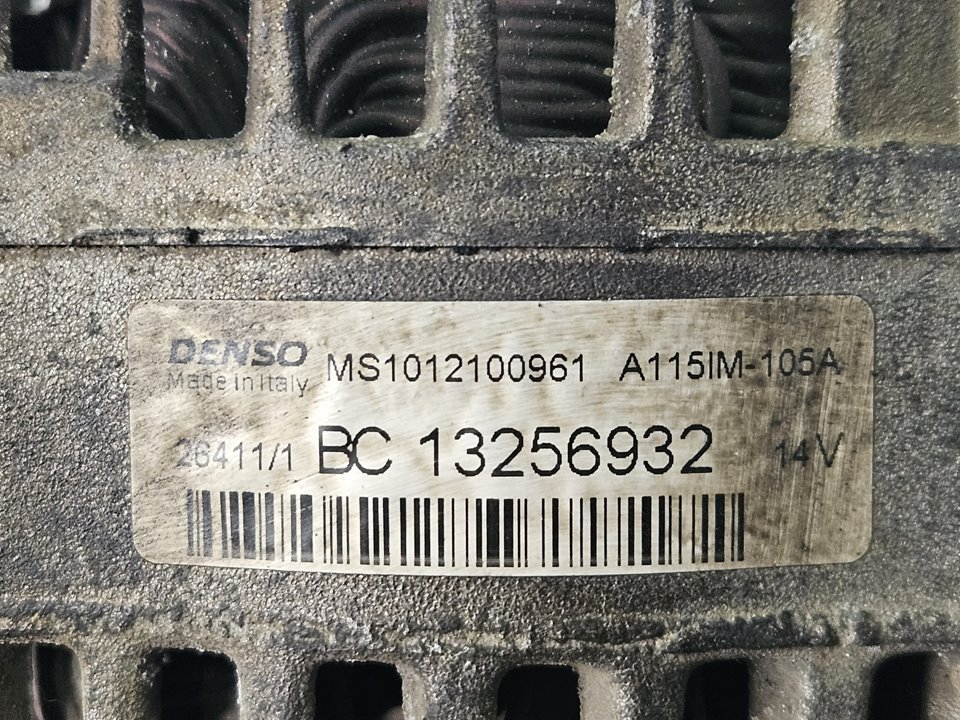 DENSO MS1012100961 A115IM-105A
Made in Italy
26411/1 BC 13256932 14V